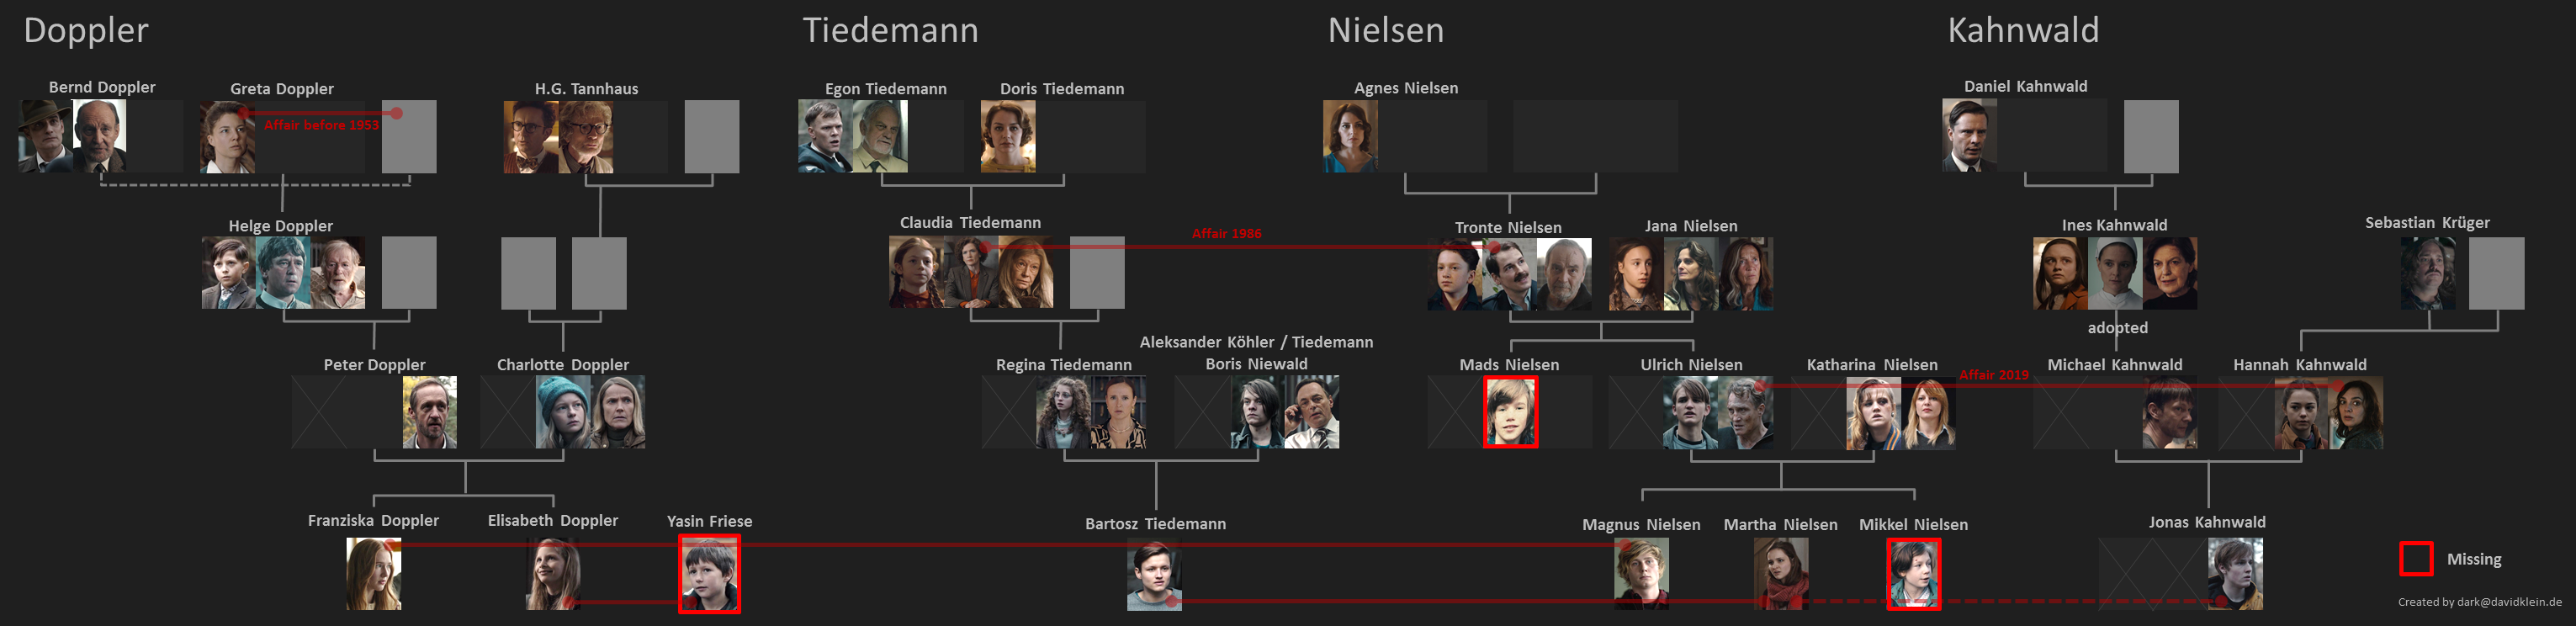 Doppler
Tiedemann
Nielsen
Kahnwald
Bernd Doppler
Greta Doppler
H.G. Tannhaus
Egon Tiedemann
Doris Tiedemann
Agnes Nielsen
Daniel Kahnwald
Affair before 1953
Helge Doppler
Claudia Tiedemann
Affair 1986
Tronte Nielsen
Jana Nielsen
Ines Kahnwald
Sebastian Krüger
adopted
Peter Doppler
Charlotte Doppler
Regina Tiedemann
Aleksander Köhler / Tiedemann
Boris Niewald
Mads Nielsen
Ulrich Nielsen
Katharina Nielsen
Affair 2019
Michael Kahnwald
Hannah Kahnwald
Franziska Doppler
Elisabeth Doppler
Yasin Friese
Bartosz Tiedemann
Magnus Nielsen
Martha Nielsen
Mikkel Nielsen
Jonas Kahnwald
Missing
Created by dark@davidklein.de